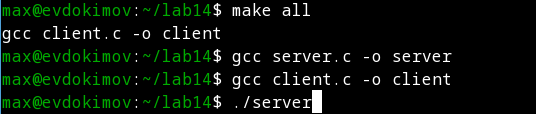 max@evdokimov:~/lab14$ make all
gcc client.c -o client
max@evdokimov:~/lab14$ gcc server.c -o server
max@evdokimov:~/lab14$ gcc client.c -o client
max@evdokimov:~/lab14$ ./server